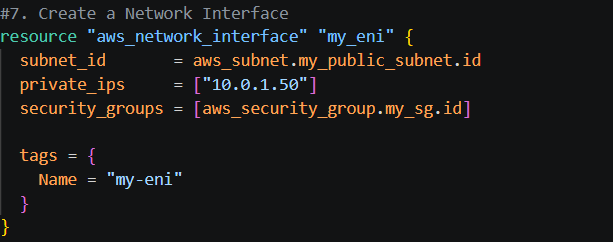 #7. Create a Network Interface
resource "aws_network_interface" "my_eni" {
  subnet_id       = aws_subnet.my_public_subnet.id
  private_ips     = ["10.0.1.50"]
  security_groups = [aws_security_group.my_sg.id]

  tags = {
    Name = "my-eni"
  }
}